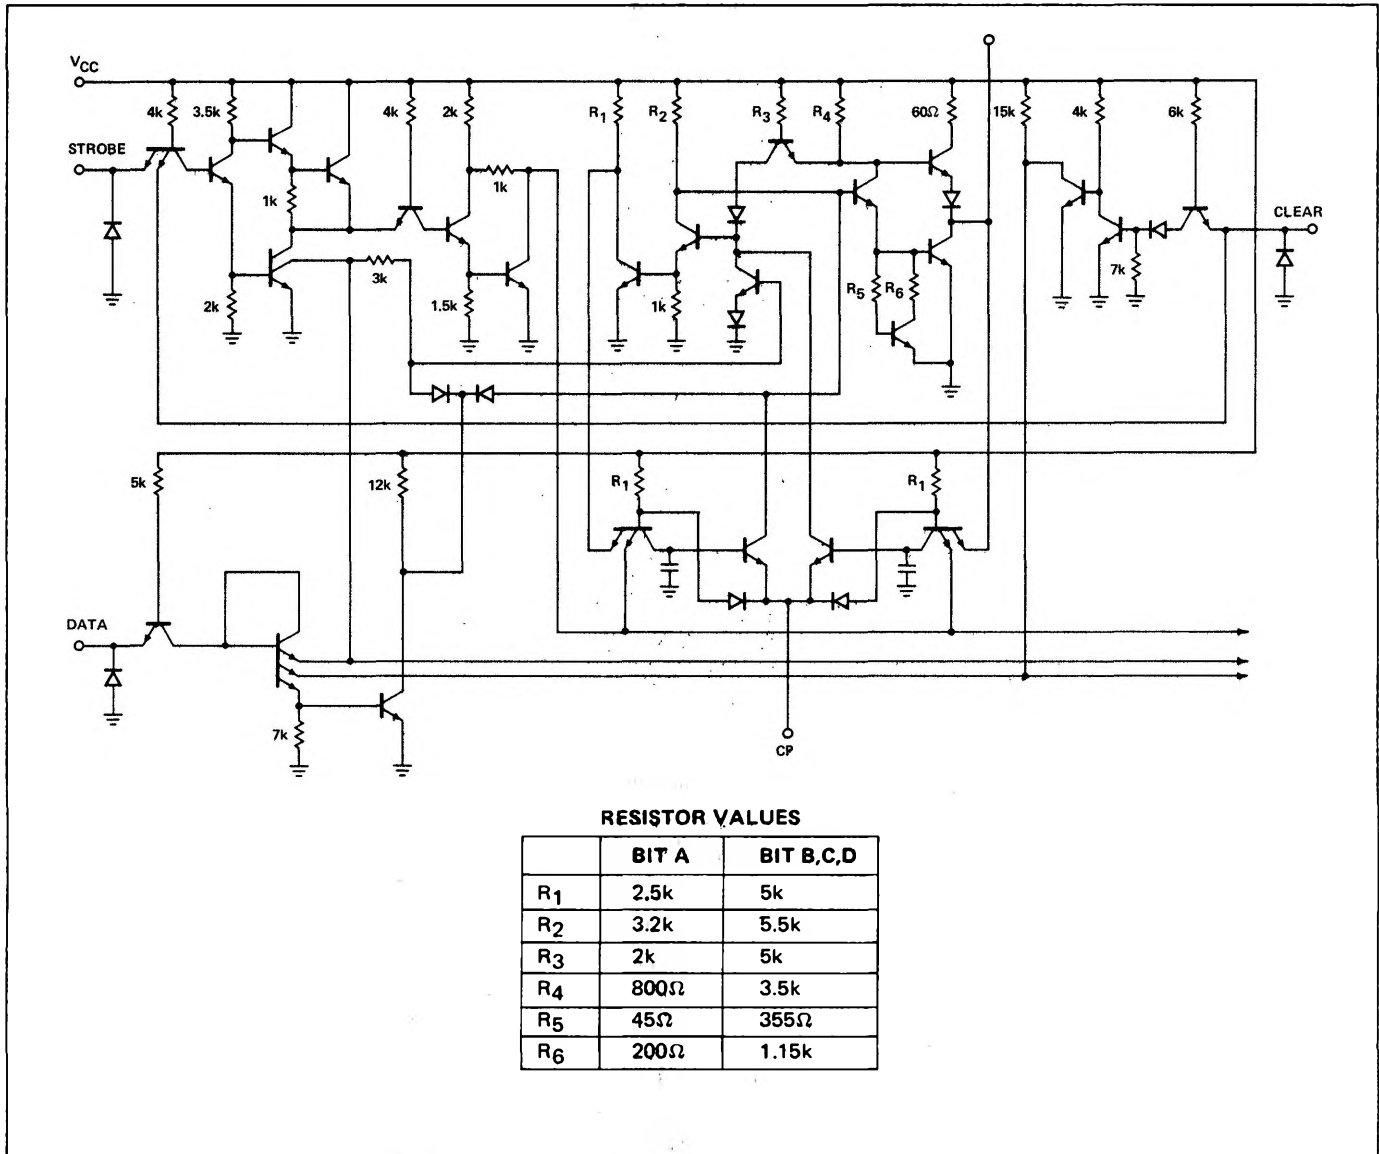 VCC
4k
3.5k
4k
2k
R1
R2
R3
R4
60Ω
15k
4k
6k
STROBE
1k
1k
CLEAR
3k
2k
1.5k
1k
R5
R6
7k
5k
12k
R1
R1
DATA
7k
CP
RESISTOR VALUES
BIT A BIT B,C,D
R1 2.5k 5k
R2 3.2k 5.5k
R3 2k 5k
R4 800Ω 3.5k
R5 45Ω 355Ω
R6 200Ω 1.15k